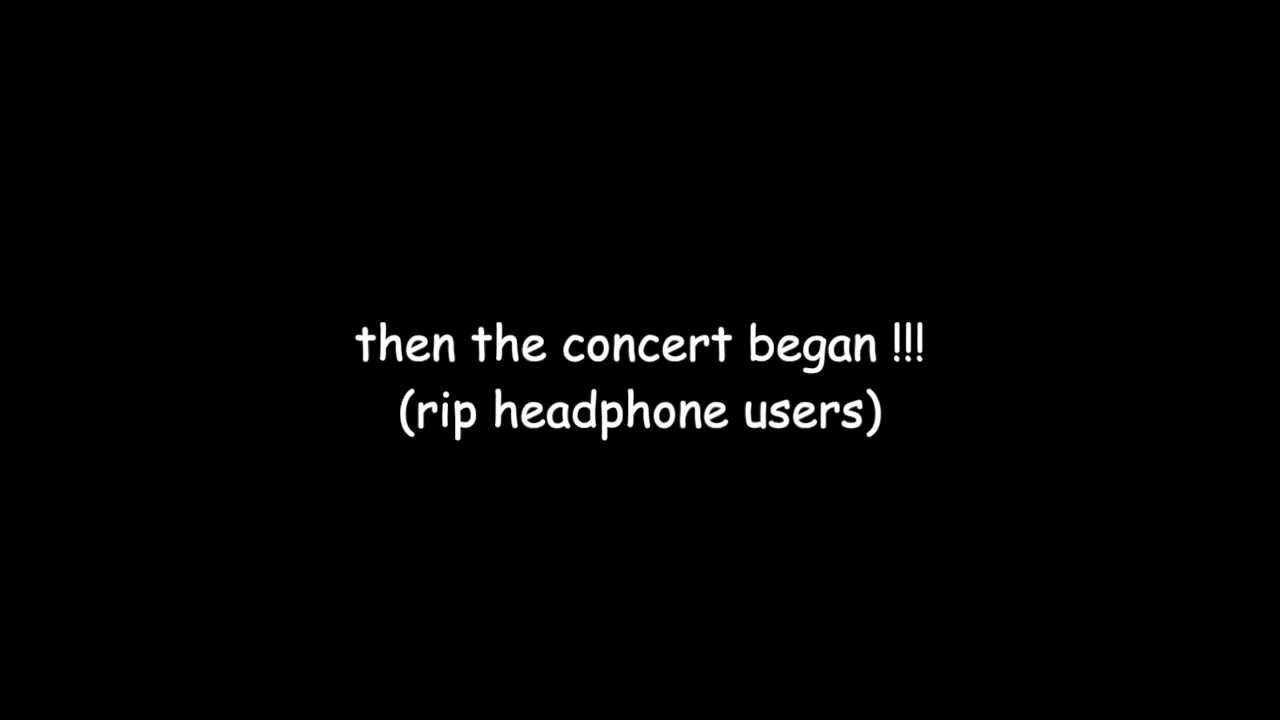 then the concert began !!!
(rip headphone users)